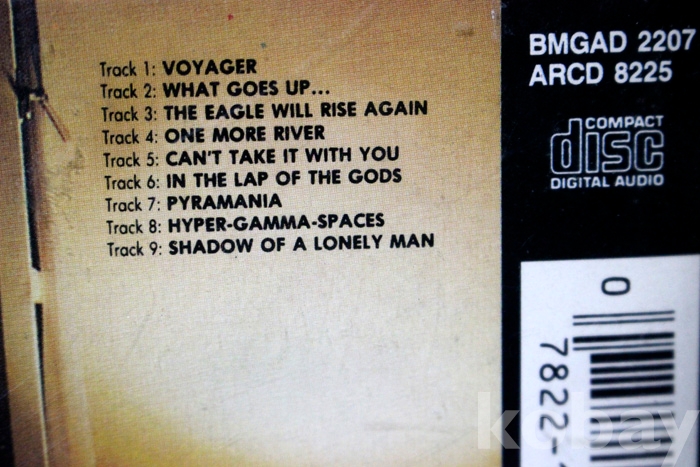 Track 1: VOYAGER
Track 2: WHAT GOES UP...
Track 3: THE EAGLE WILL RISE AGAIN
Track 4: ONE MORE RIVER
Track 5: CAN'T TAKE IT WITH YOU
Track 6: IN THE LAP OF THE GODS
Track 7: PYRAMANIA
Track 8: HYPER-GAMMA-SPACES
Track 9: SHADOW OF A LONELY MAN
BMGAD 2207
ARCD 8225
COMPACT
disc
DIGITAL AUDIO
0
7822-